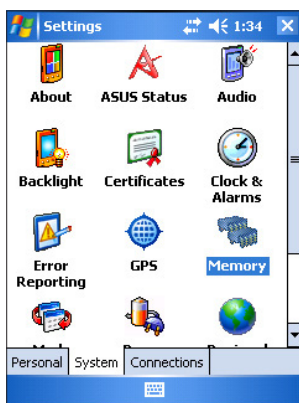 Settings 1:34
About ASUS Status Audio
Backlight Certificates Clock &
Alarms
Error GPS Memory
Reporting
Personal System Connections